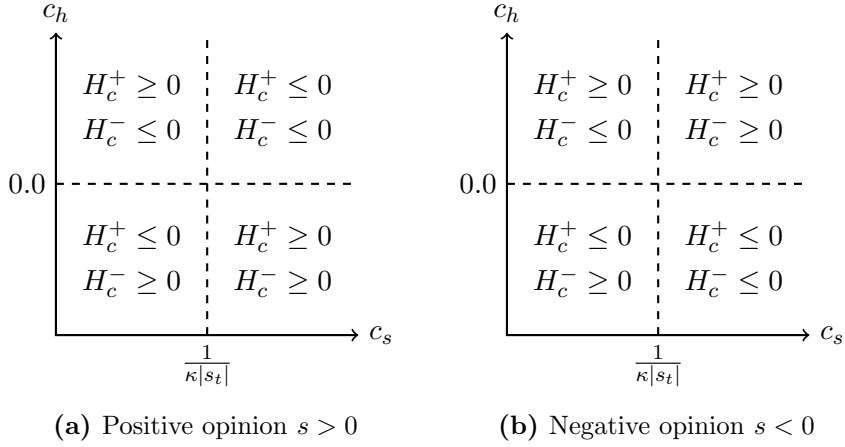 c_h
H_c^+ ≥ 0
H_c^- ≤ 0
H_c^+ ≤ 0
H_c^- ≤ 0
0.0
H_c^+ ≤ 0
H_c^- ≥ 0
H_c^+ ≥ 0
H_c^- ≥ 0
c_s
1/κ|s_t|
(a) Positive opinion s > 0
c_h
H_c^+ ≥ 0
H_c^- ≤ 0
H_c^+ ≥ 0
H_c^- ≥ 0
0.0
H_c^+ ≤ 0
H_c^- ≥ 0
H_c^+ ≤ 0
H_c^- ≤ 0
c_s
1/κ|s_t|
(b) Negative opinion s < 0